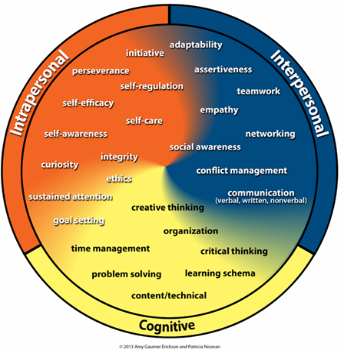 Intrapersonal
Interpersonal
adaptability
initiative
perseverance
assertiveness
self-regulation
teamwork
self-efficacy
empathy
self-care
self-awareness
networking
social awareness
integrity
curiosity
conflict management
ethics
sustained attention
communication
(verbal, written, nonverbal)
creative thinking
goal setting
organization
time management
critical thinking
problem solving
learning schema
content/technical
Cognitive
© 2013 Amy Gaumer Erickson and Patricia Noonan